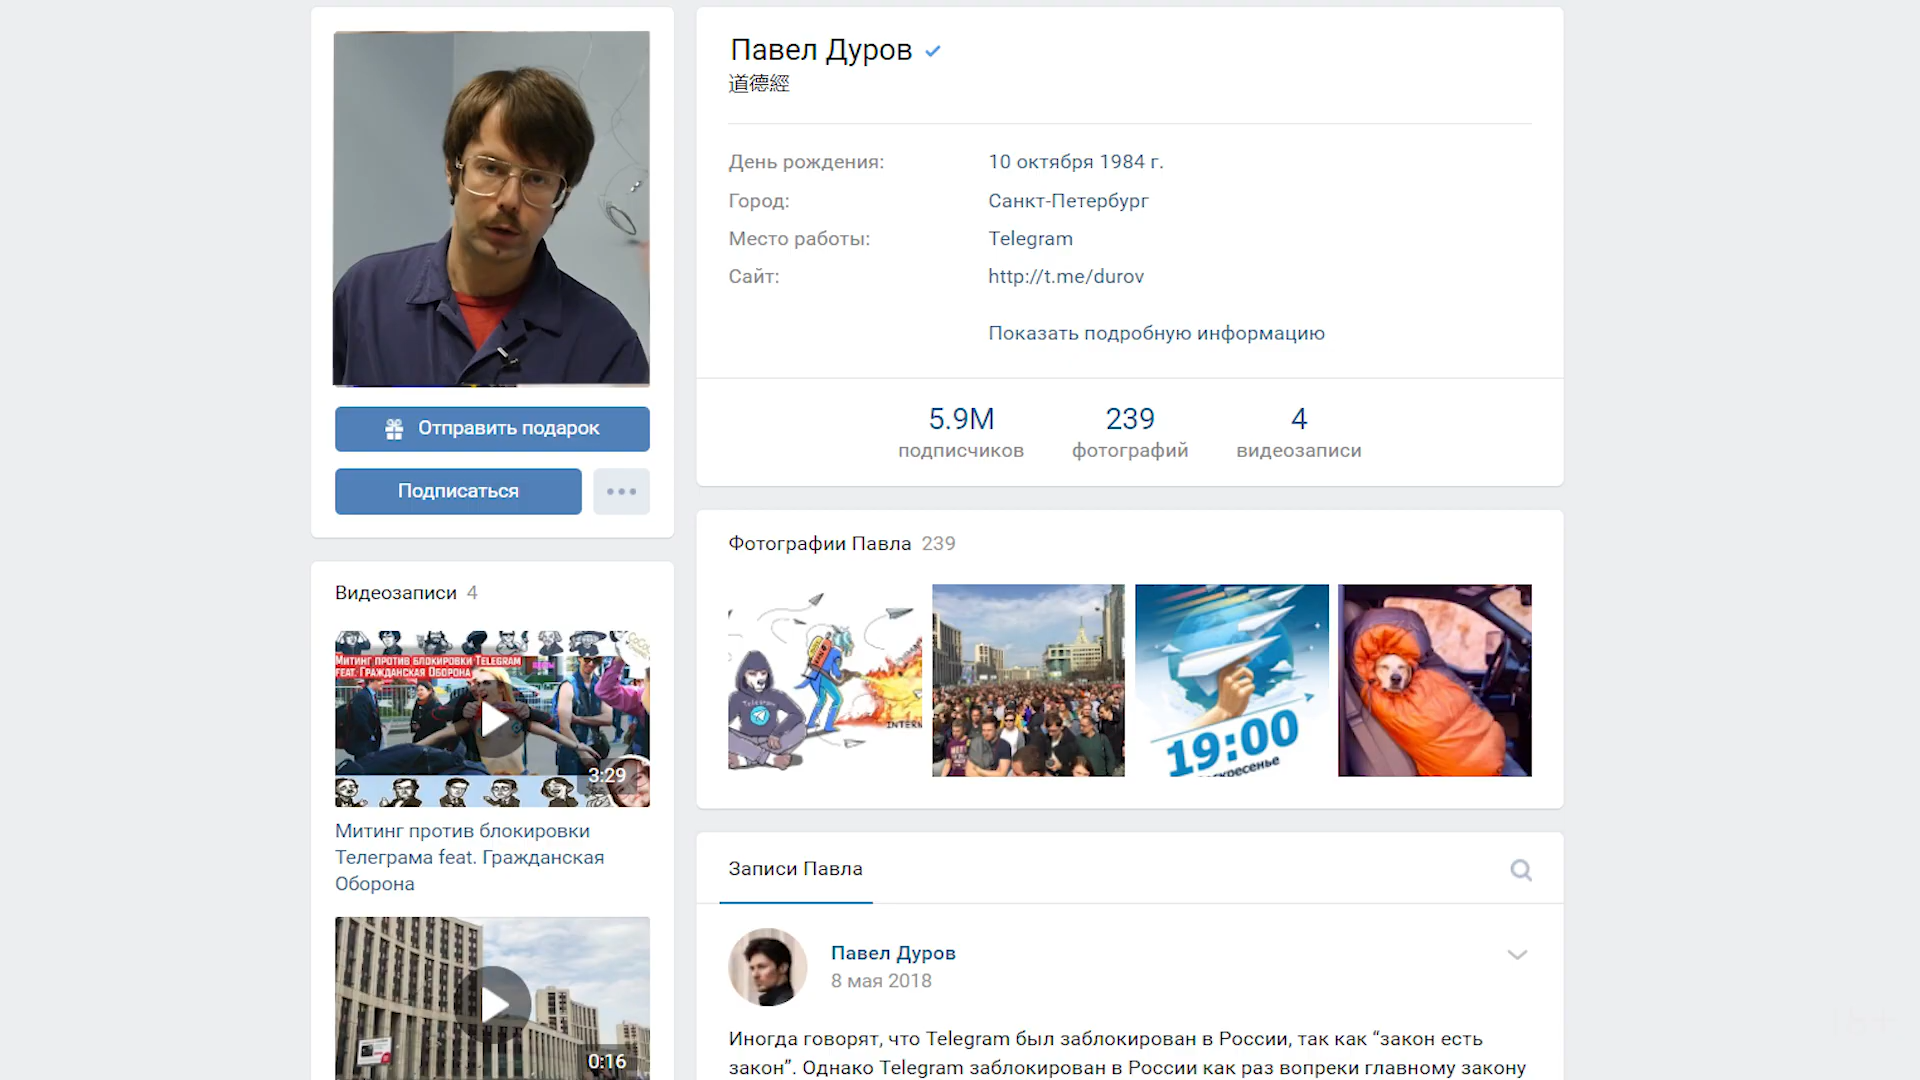 Павел Дуров
道德經
День рождения: 10 октября 1984 г.
Город: Санкт-Петербург
Место работы: Telegram
Сайт: http://t.me/durov
Показать подробную информацию
5.9M 239 4
подписчиков фотографий видеозаписи
Отправить подарок
Подписаться
Видеозаписи 4
МИТИНГ ПРОТИВ БЛОКИРОВКИ TELEGRAM
FEAT. ГРАЖДАНСКАЯ ОБОРОНА
3:29
Митинг против блокировки
Телеграма feat. Гражданская
Оборона
0:16
Фотографии Павла 239
Telegram
INTERN
19:00
скресенье
Записи Павла
Павел Дуров
8 мая 2018
Иногда говорят, что Telegram был заблокирован в России, так как “закон есть
закон”. Однако Telegram заблокирован в России как раз вопреки главному закону